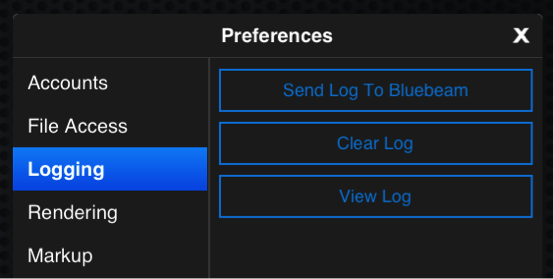 Preferences
X
Accounts
File Access
Logging
Rendering
Markup
Send Log To Bluebeam
Clear Log
View Log